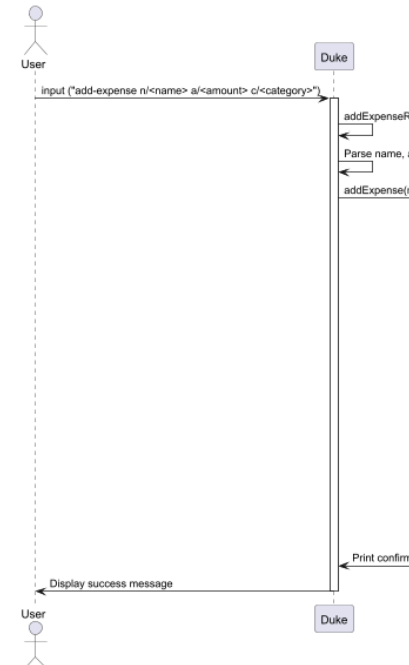 User
Duke
input ("add-expense n/<name> a/<amount> c/<category>")
addExpenseR
Parse name, a
addExpense(
Print confirm
Display success message
User
Duke